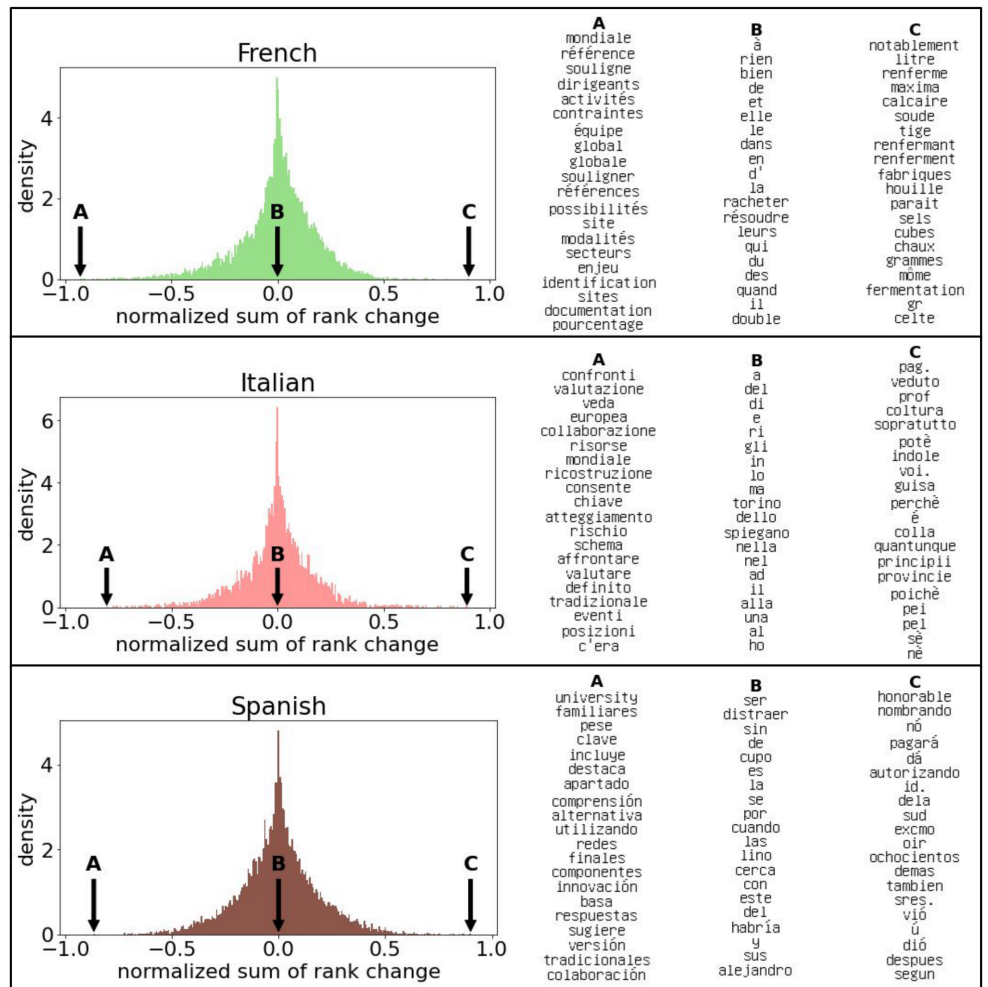 French
density
4
2
0
−1.0
−0.5
0.0
0.5
1.0
normalized sum of rank change
A
B
C
A
mondiale
référence
souligne
dirigeants
activités
contraintes
équipe
global
globale
souligner
références
possibilités
site
modalités
secteurs
enjeu
identification
sites
documentation
pourcentage
B
à
rien
bien
de
et
elle
le
dans
en
d'
la
racheter
résoudre
leurs
qui
du
des
quand
il
double
C
notablement
litre
renferme
maxima
calcaire
soude
tige
renfermant
renferment
fabriques
houille
parait
sels
cubes
chaux
grammes
môme
fermentation
gr
celte
Italian
density
6
4
2
0
−1.0
−0.5
0.0
0.5
1.0
normalized sum of rank change
A
B
C
A
confronti
valutazione
veda
europea
collaborazione
risorse
mondiale
ricostruzione
consente
chiave
atteggiamento
rischio
schema
affrontare
valutare
definito
tradizionale
eventi
posizioni
c'era
B
a
del
di
e
ri
gli
in
lo
ma
torino
dello
spiegano
nella
nel
ad
il
alla
una
al
ho
C
pag.
veduto
prof
coltura
sopratutto
potè
indole
voi.
guisa
perchè
é
colla
quantunque
principii
provincie
poichè
pei
pel
sè
nè
Spanish
density
4
2
0
−1.0
−0.5
0.0
0.5
1.0
normalized sum of rank change
A
B
C
A
university
familiares
pese
clave
incluye
destaca
apartado
comprensión
alternativa
utilizando
redes
finales
componentes
innovación
basa
respuestas
sugiere
versión
tradicionales
colaboración
B
ser
distraer
sin
de
cupo
es
la
se
por
cuando
las
lino
cerca
con
este
del
habría
y
sus
alejandro
C
honorable
nombrando
nó
pagará
dá
autorizando
id.
dela
sud
excmo
oir
ochocientos
demas
tambien
sres.
vió
ú
dió
despues
segun